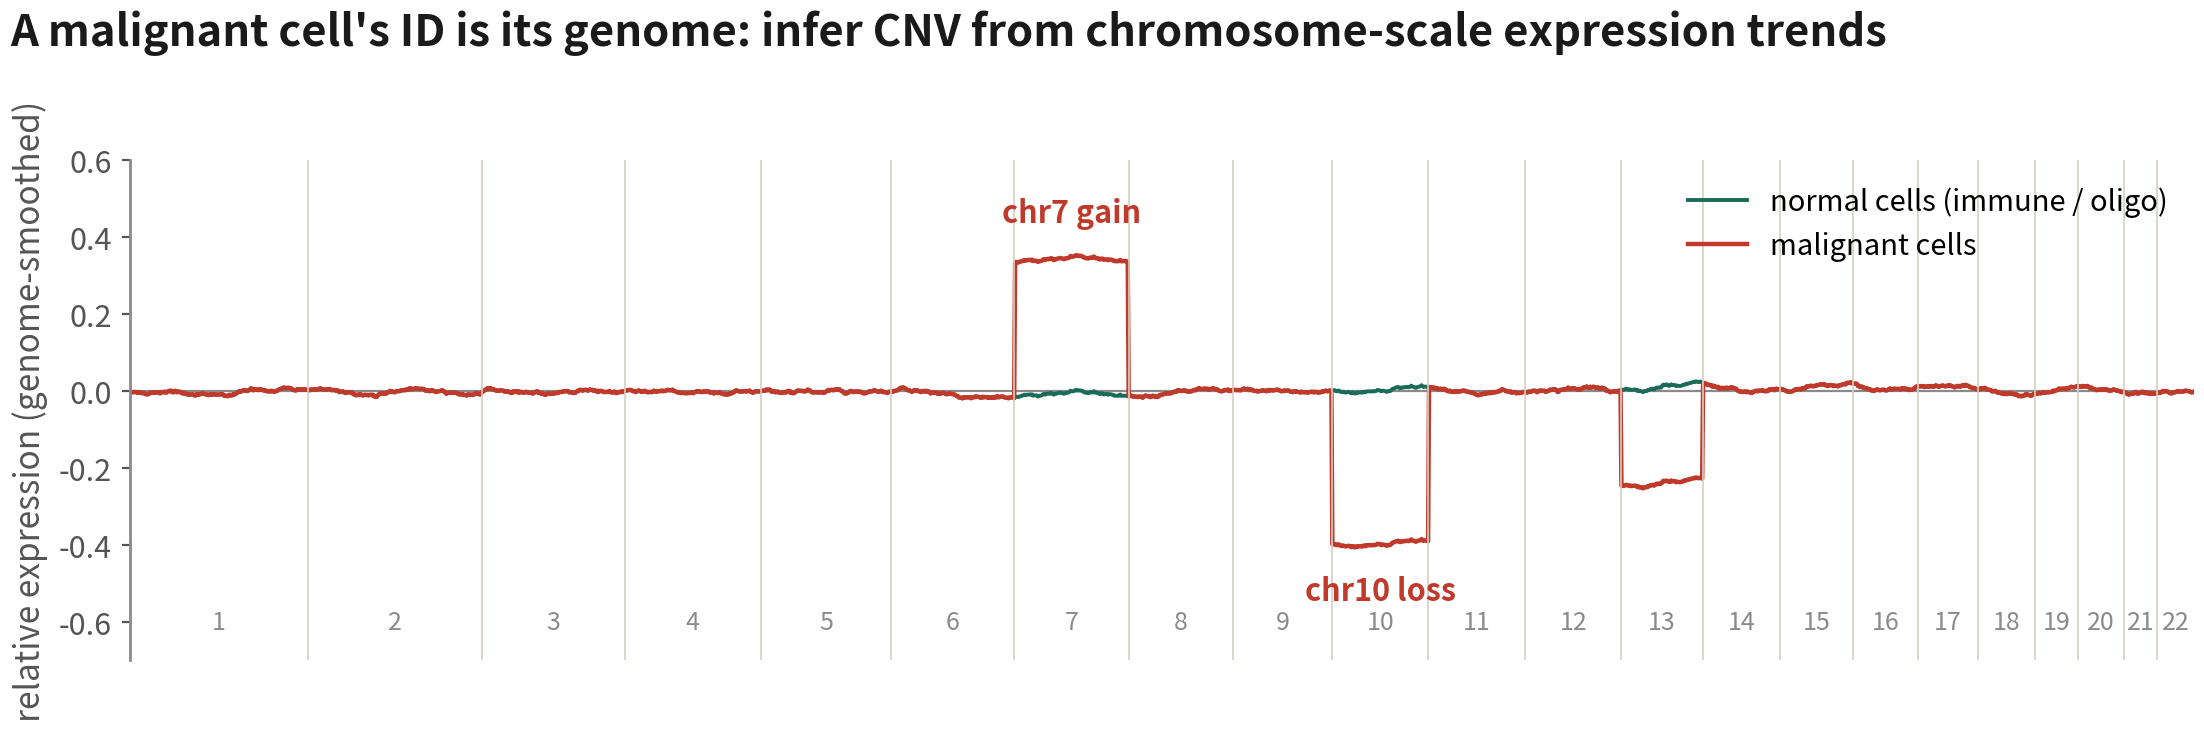 A malignant cell's ID is its genome: infer CNV from chromosome-scale expression trends
relative expression (genome-smoothed)
0.6
0.4
0.2
0.0
-0.2
-0.4
-0.6
chr7 gain
normal cells (immune / oligo)
malignant cells
chr10 loss
1 2 3 4 5 6 7 8 9 10 11 12 13 14 15 16 17 18 19 20 21 22